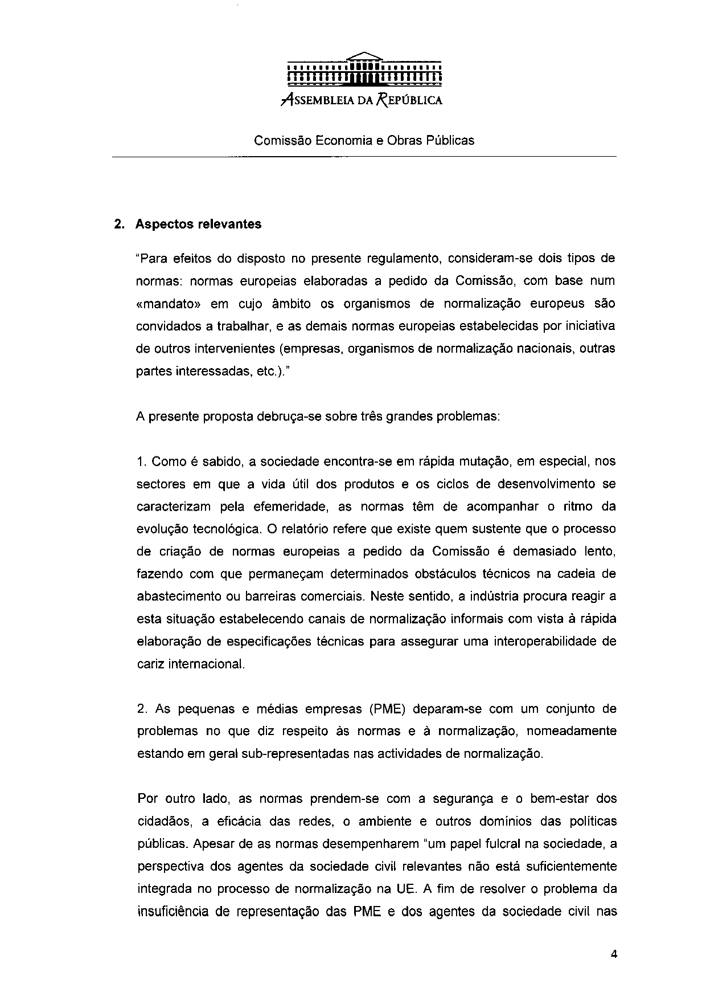 ASSEMBLEIA DA REPÚBLICA
Comissão Economia e Obras Públicas
2. Aspectos relevantes
“Para efeitos do disposto no presente regulamento, consideram-se dois tipos de
normas: normas europeias elaboradas a pedido da Comissão, com base num
«mandato» em cujo âmbito os organismos de normalização europeus são
convidados a trabalhar, e as demais normas europeias estabelecidas por iniciativa
de outros intervenientes (empresas, organismos de normalização nacionais, outras
partes interessadas, etc.).”
A presente proposta debruça-se sobre três grandes problemas:
1. Como é sabido, a sociedade encontra-se em rápida mutação, em especial, nos
sectores em que a vida útil dos produtos e os ciclos de desenvolvimento se
caracterizam pela efemeridade, as normas têm de acompanhar o ritmo da
evolução tecnológica. O relatório refere que existe quem sustente que o processo
de criação de normas europeias a pedido da Comissão é demasiado lento,
fazendo com que permaneçam determinados obstáculos técnicos na cadeia de
abastecimento ou barreiras comerciais. Neste sentido, a indústria procura reagir a
esta situação estabelecendo canais de normalização informais com vista à rápida
elaboração de especificações técnicas para assegurar uma interoperabilidade de
cariz internacional.
2. As pequenas e médias empresas (PME) deparam-se com um conjunto de
problemas no que diz respeito às normas e à normalização, nomeadamente
estando em geral sub-representadas nas actividades de normalização.
Por outro lado, as normas prendem-se com a segurança e o bem-estar dos
cidadãos, a eficácia das redes, o ambiente e outros domínios das políticas
públicas. Apesar de as normas desempenharem “um papel fulcral na sociedade, a
perspectiva dos agentes da sociedade civil relevantes não está suficientemente
integrada no processo de normalização na UE. A fim de resolver o problema da
insuficiência de representação das PME e dos agentes da sociedade civil nas
4